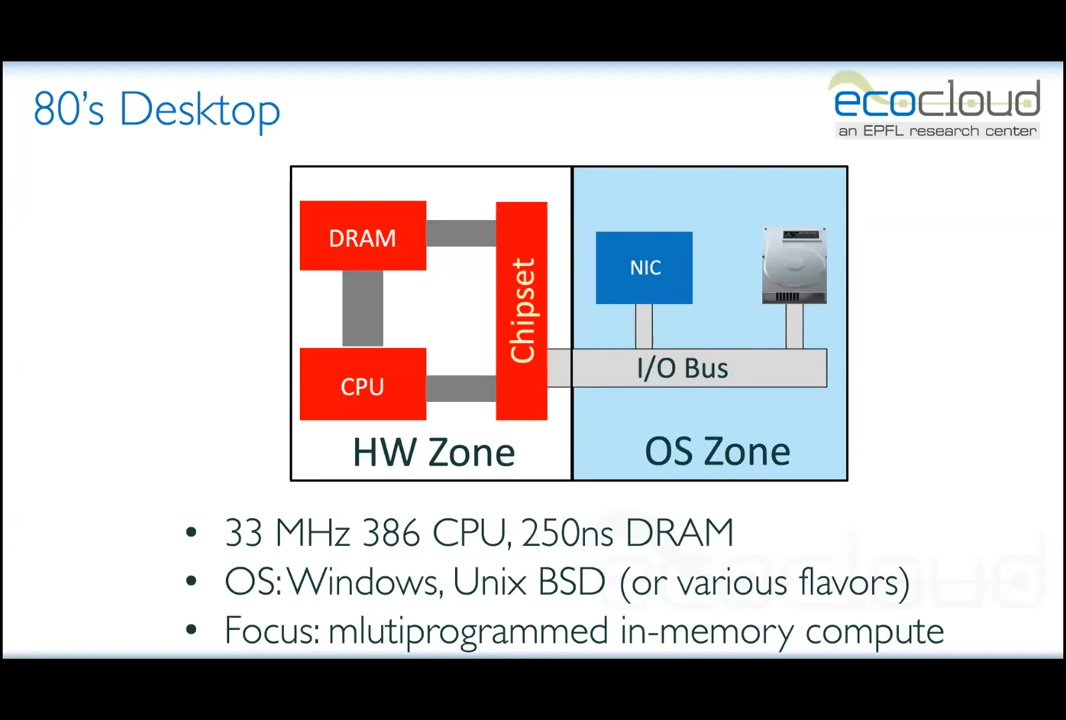 80's Desktop
ecocloud
an EPFL research center
DRAM
Chipset
NIC
CPU
I/O Bus
HW Zone
OS Zone
• 33 MHz 386 CPU, 250ns DRAM
• OS: Windows, Unix BSD (or various flavors)
• Focus: mlutiprogrammed in-memory compute
ecocloud